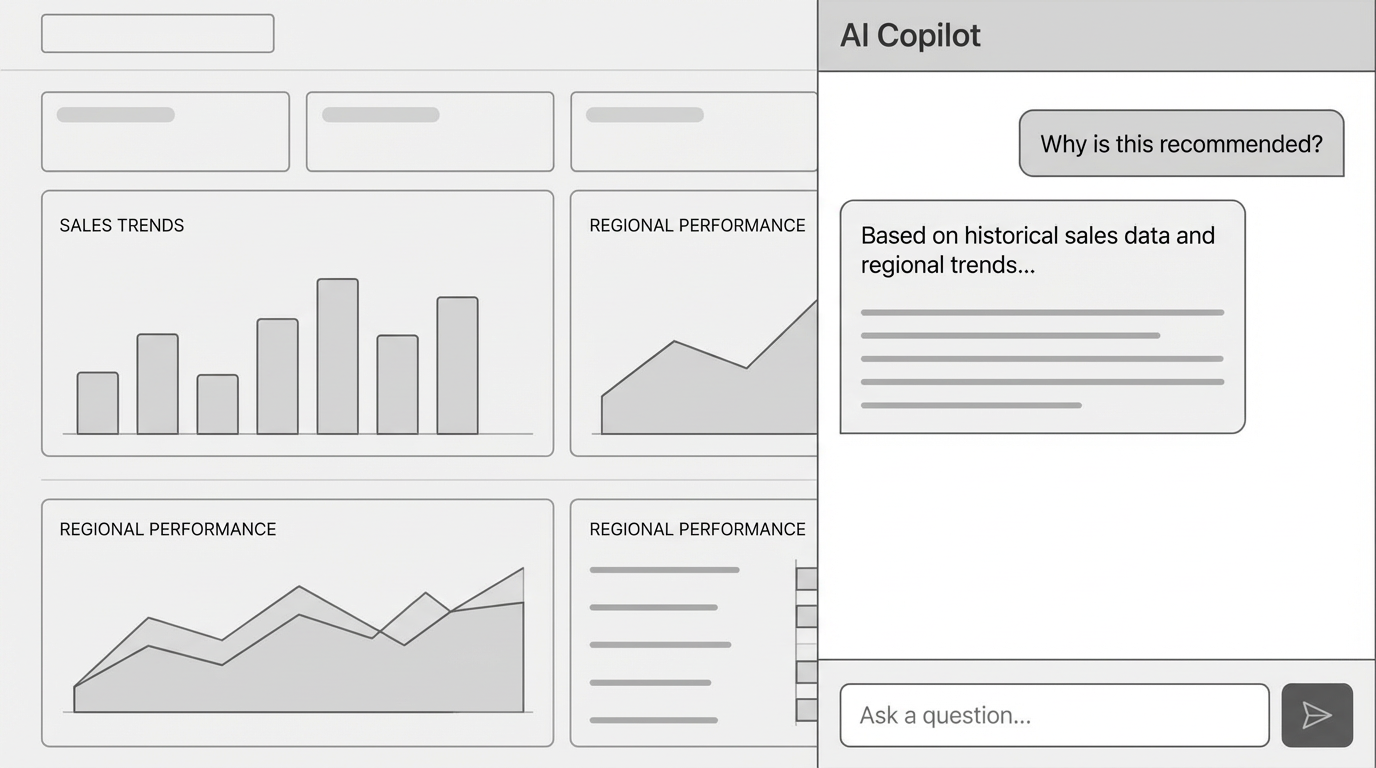 AI Copilot
Why is this recommended?
SALES TRENDS
REGIONAL PERFORMANCE
Based on historical sales data and
regional trends...
REGIONAL PERFORMANCE
REGIONAL PERFORMANCE
Ask a question...